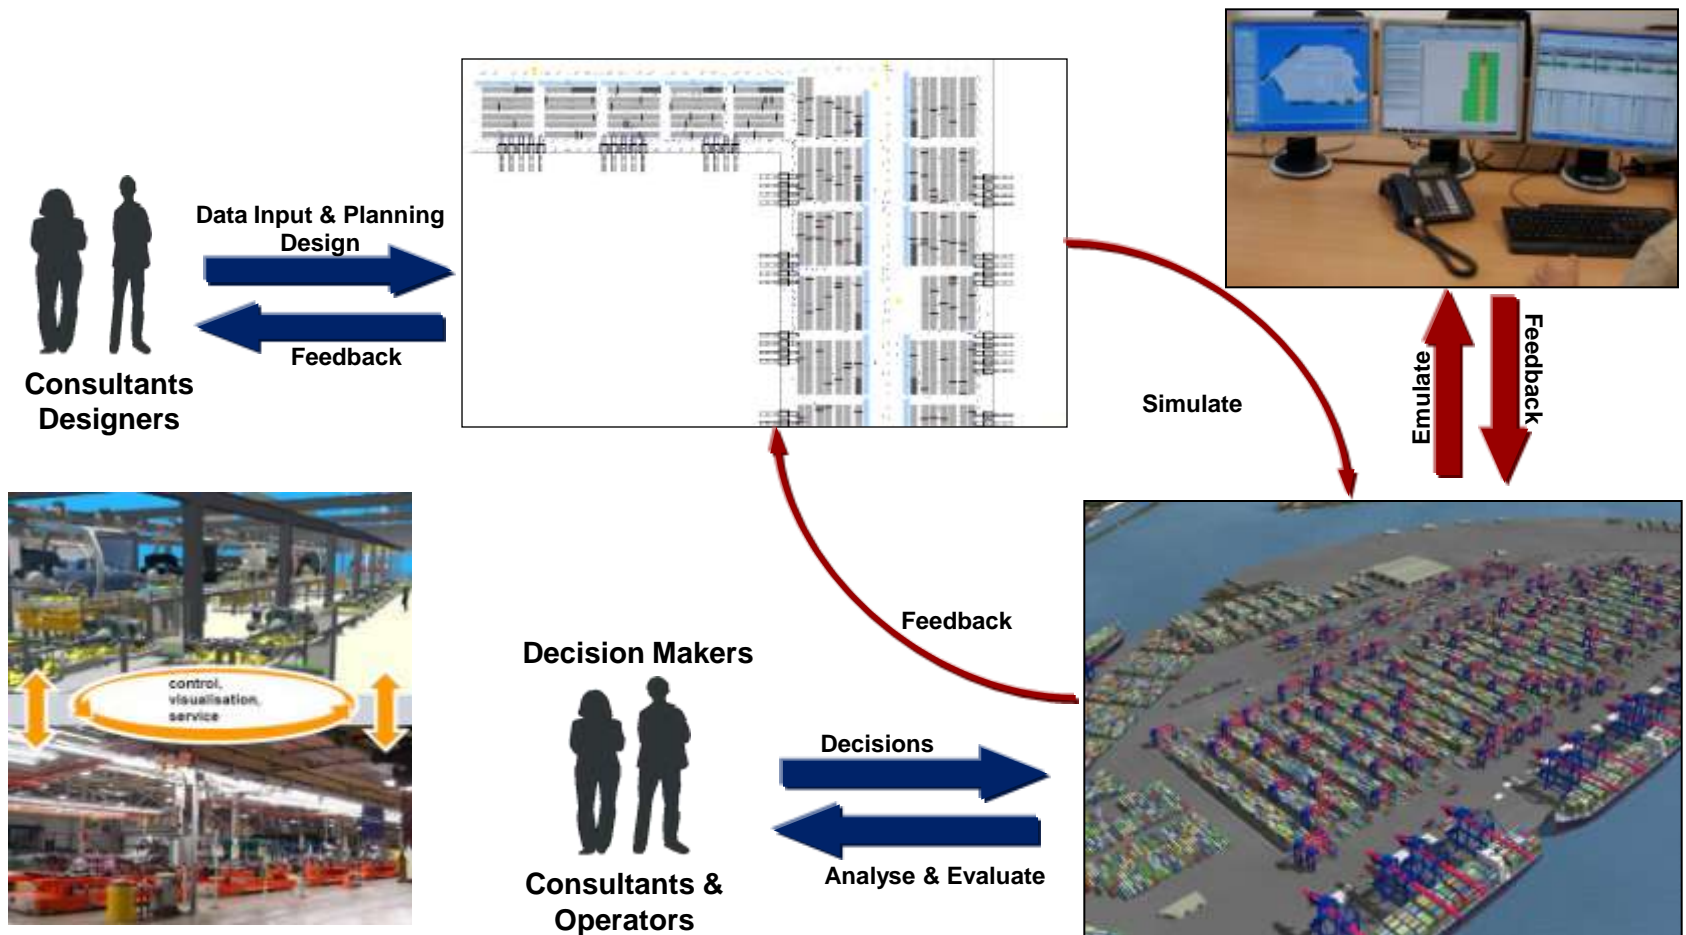 Data Input & Planning
Design
Feedback
Consultants
Designers
Simulate
Emulate
Feedback
control,
visualisation,
service
Feedback
Decision Makers
Decisions
Analyse & Evaluate
Consultants &
Operators